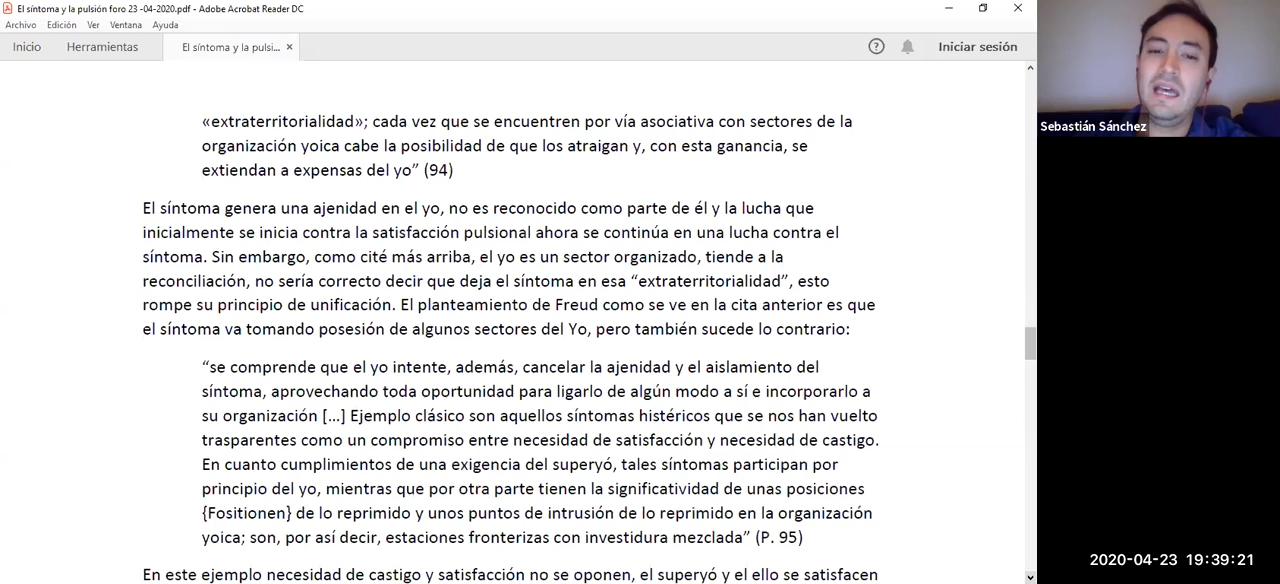 El síntoma y la pulsión foro 23 -04-2020.pdf - Adobe Acrobat Reader DC
Archivo Edición Ver Ventana Ayuda
Inicio Herramientas El síntoma y la pulsi... × ? Iniciar sesión
«extraterritorialidad»; cada vez que se encuentren por vía asociativa con sectores de la
organización yoica cabe la posibilidad de que los atraigan y, con esta ganancia, se
extiendan a expensas del yo” (94)
El síntoma genera una ajenidad en el yo, no es reconocido como parte de él y la lucha que
inicialmente se inicia contra la satisfacción pulsional ahora se continúa en una lucha contra el
síntoma. Sin embargo, como cité más arriba, el yo es un sector organizado, tiende a la
reconciliación, no sería correcto decir que deja el síntoma en esa “extraterritorialidad”, esto
rompe su principio de unificación. El planteamiento de Freud como se ve en la cita anterior es que
el síntoma va tomando posesión de algunos sectores del Yo, pero también sucede lo contrario:
“se comprende que el yo intente, además, cancelar la ajenidad y el aislamiento del
síntoma, aprovechando toda oportunidad para ligarlo de algún modo a sí e incorporarlo a
su organización [...] Ejemplo clásico son aquellos síntomas histéricos que se nos han vuelto
trasparentes como un compromiso entre necesidad de satisfacción y necesidad de castigo.
En cuanto cumplimientos de una exigencia del superyó, tales síntomas participan por
principio del yo, mientras que por otra parte tienen la significatividad de unas posiciones
{Fositionen} de lo reprimido y unos puntos de intrusión de lo reprimido en la organización
yoica; son, por así decir, estaciones fronterizas con investidura mezclada” (P. 95)
En este ejemplo necesidad de castigo y satisfacción no se oponen, el superyó y el ello se satisfacen
Sebastián Sánchez
2020-04-23 19:39:21